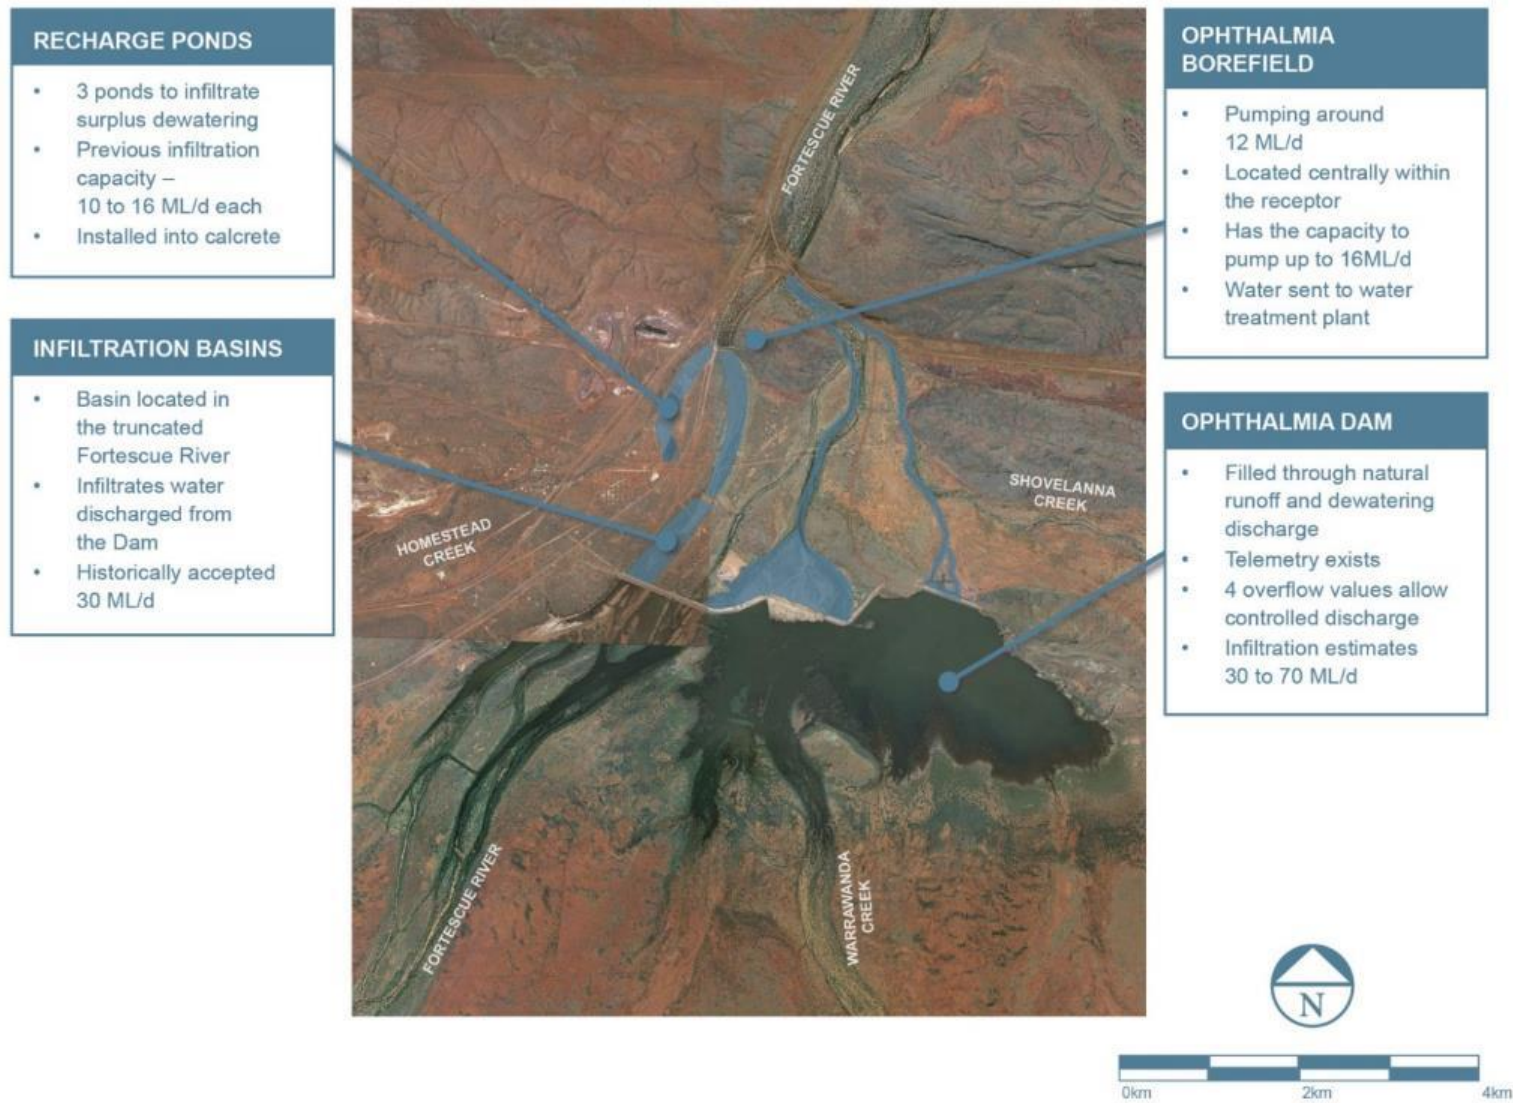 RECHARGE PONDS
• 3 ponds to infiltrate
surplus dewatering
• Previous infiltration
capacity –
10 to 16 ML/d each
• Installed into calcrete
INFILTRATION BASINS
• Basin located in
the truncated
Fortescue River
• Infiltrates water
discharged from
the Dam
• Historically accepted
30 ML/d
FORTESCUE RIVER
HOMESTEAD
CREEK
SHOVELANNA
CREEK
FORTESCUE RIVER
WARRAWANDA
CREEK
OPHTHALMIA
BOREFIELD
• Pumping around
12 ML/d
• Located centrally within
the receptor
• Has the capacity to
pump up to 16ML/d
• Water sent to water
treatment plant
OPHTHALMIA DAM
• Filled through natural
runoff and dewatering
discharge
• Telemetry exists
• 4 overflow values allow
controlled discharge
• Infiltration estimates
30 to 70 ML/d
N
0km 2km 4km